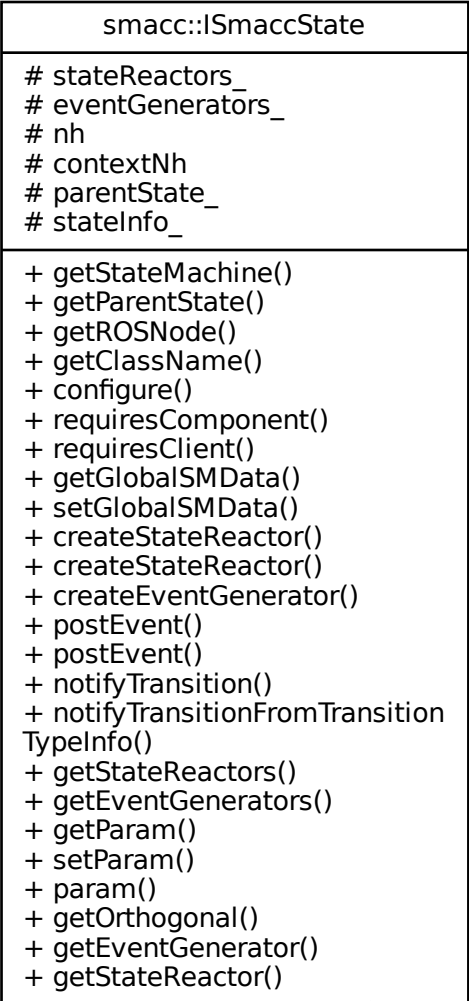 smacc::ISmaccState
# stateReactors_
# eventGenerators_
# nh
# contextNh
# parentState_
# stateInfo_
+ getStateMachine()
+ getParentState()
+ getROSNode()
+ getClassName()
+ configure()
+ requiresComponent()
+ requiresClient()
+ getGlobalSMData()
+ setGlobalSMData()
+ createStateReactor()
+ createStateReactor()
+ createEventGenerator()
+ postEvent()
+ postEvent()
+ notifyTransition()
+ notifyTransitionFromTransition
TypeInfo()
+ getStateReactors()
+ getEventGenerators()
+ getParam()
+ setParam()
+ param()
+ getOrthogonal()
+ getEventGenerator()
+ getStateReactor()